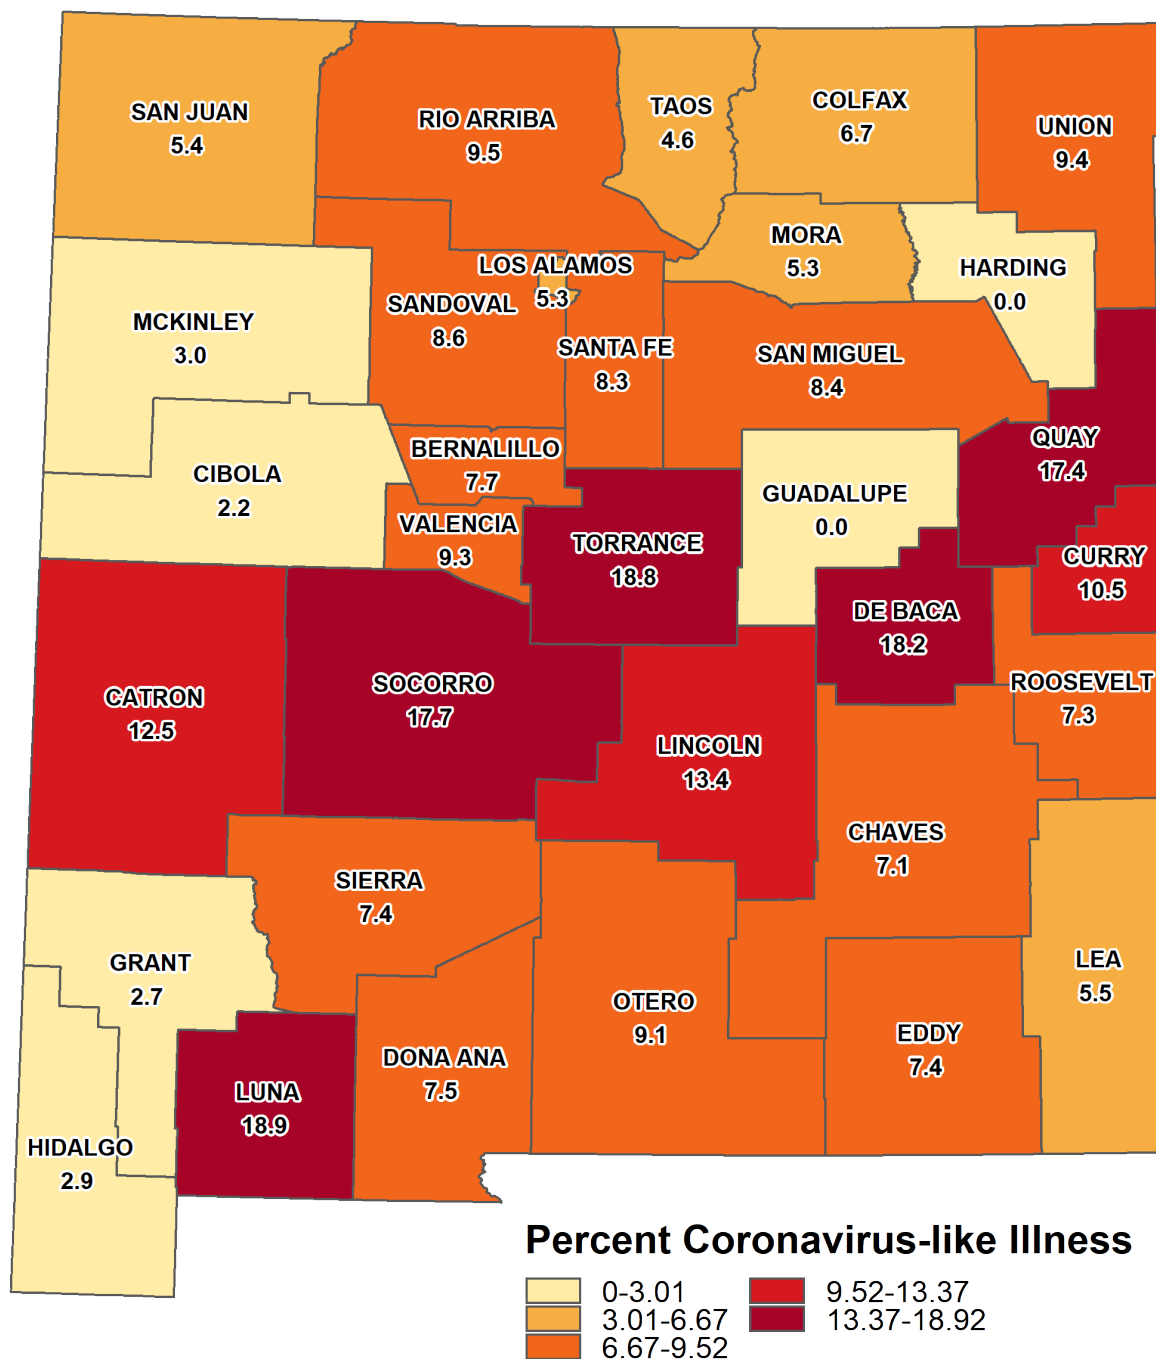 SAN JUAN
5.4
RIO ARRIBA
9.5
TAOS
4.6
COLFAX
6.7
UNION
9.4
MORA
5.3
HARDING
0.0
LOS ALAMOS
5.3
SANDOVAL
8.6
MCKINLEY
3.0
SANTA FE
8.3
SAN MIGUEL
8.4
QUAY
17.4
BERNALILLO
7.7
CIBOLA
2.2
GUADALUPE
0.0
VALENCIA
9.3
TORRANCE
18.8
CURRY
10.5
DE BACA
18.2
ROOSEVELT
7.3
CATRON
12.5
SOCORRO
17.7
LINCOLN
13.4
CHAVES
7.1
SIERRA
7.4
GRANT
2.7
LEA
5.5
OTERO
9.1
EDDY
7.4
DONA ANA
7.5
LUNA
18.9
HIDALGO
2.9
Percent Coronavirus-like Illness
0-3.01
3.01-6.67
6.67-9.52
9.52-13.37
13.37-18.92